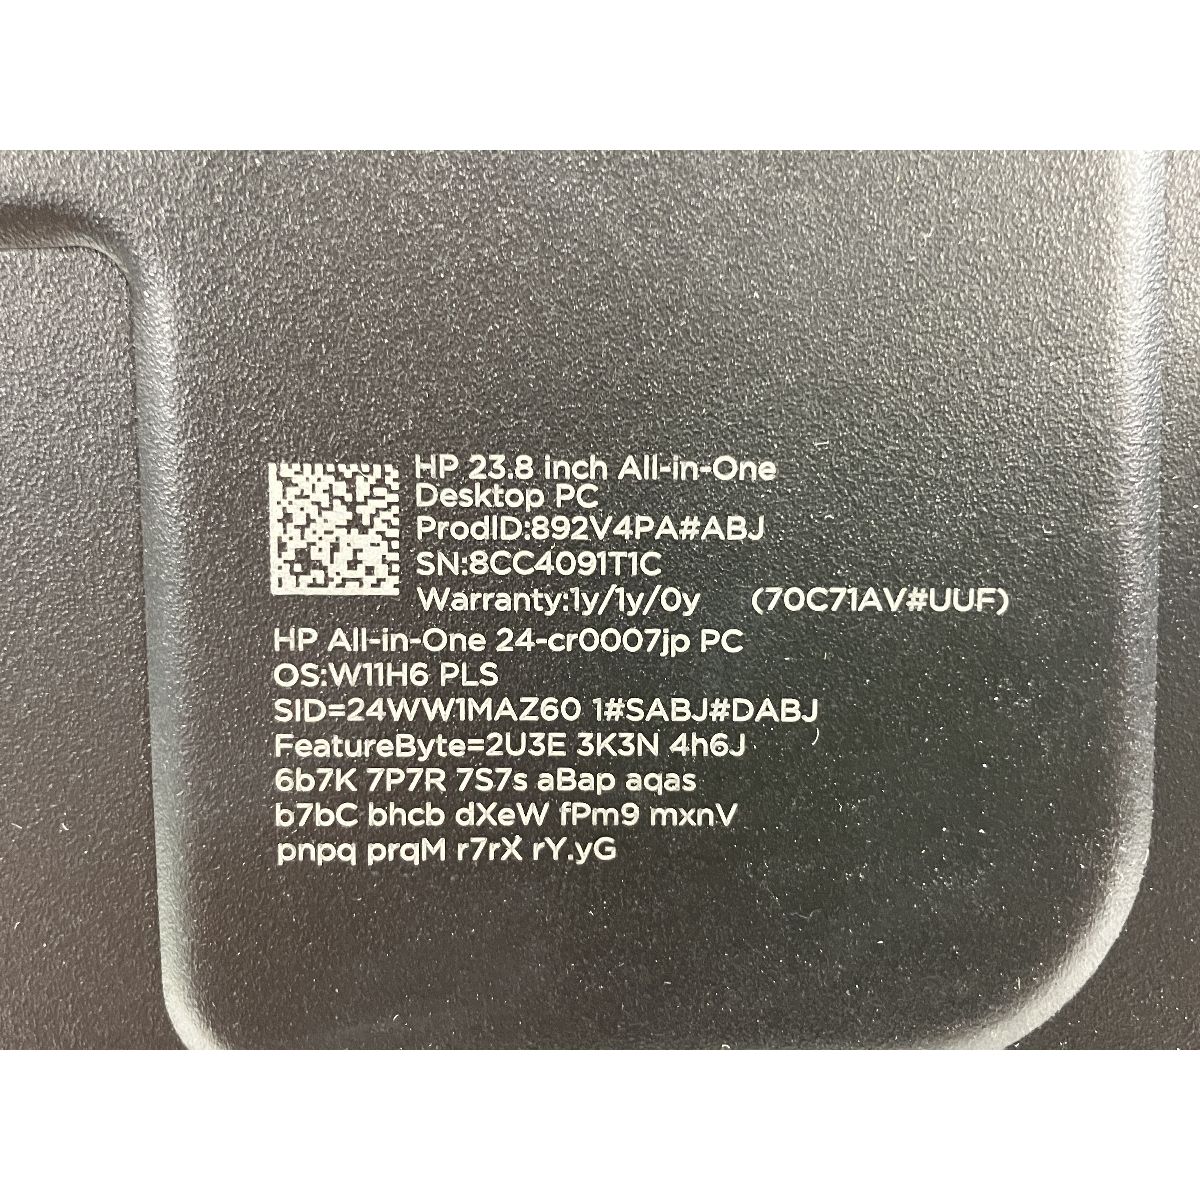 HP 23.8 inch All-in-One
Desktop PC
ProdID:892V4PA#ABJ
SN:8CC4091T1C
Warranty:1y/1y/0y (70C71AV#UUF)
HP All-in-One 24-cr0007jp PC
OS:W11H6 PLS
SID=24WW1MAZ60 1#SABJ#DABJ
FeatureByte=2U3E 3K3N 4h6J
6b7K 7P7R 7S7s aBap aqas
b7bC bhcb dXeW fPm9 mxnV
pnpq prqM r7rX rY.yG